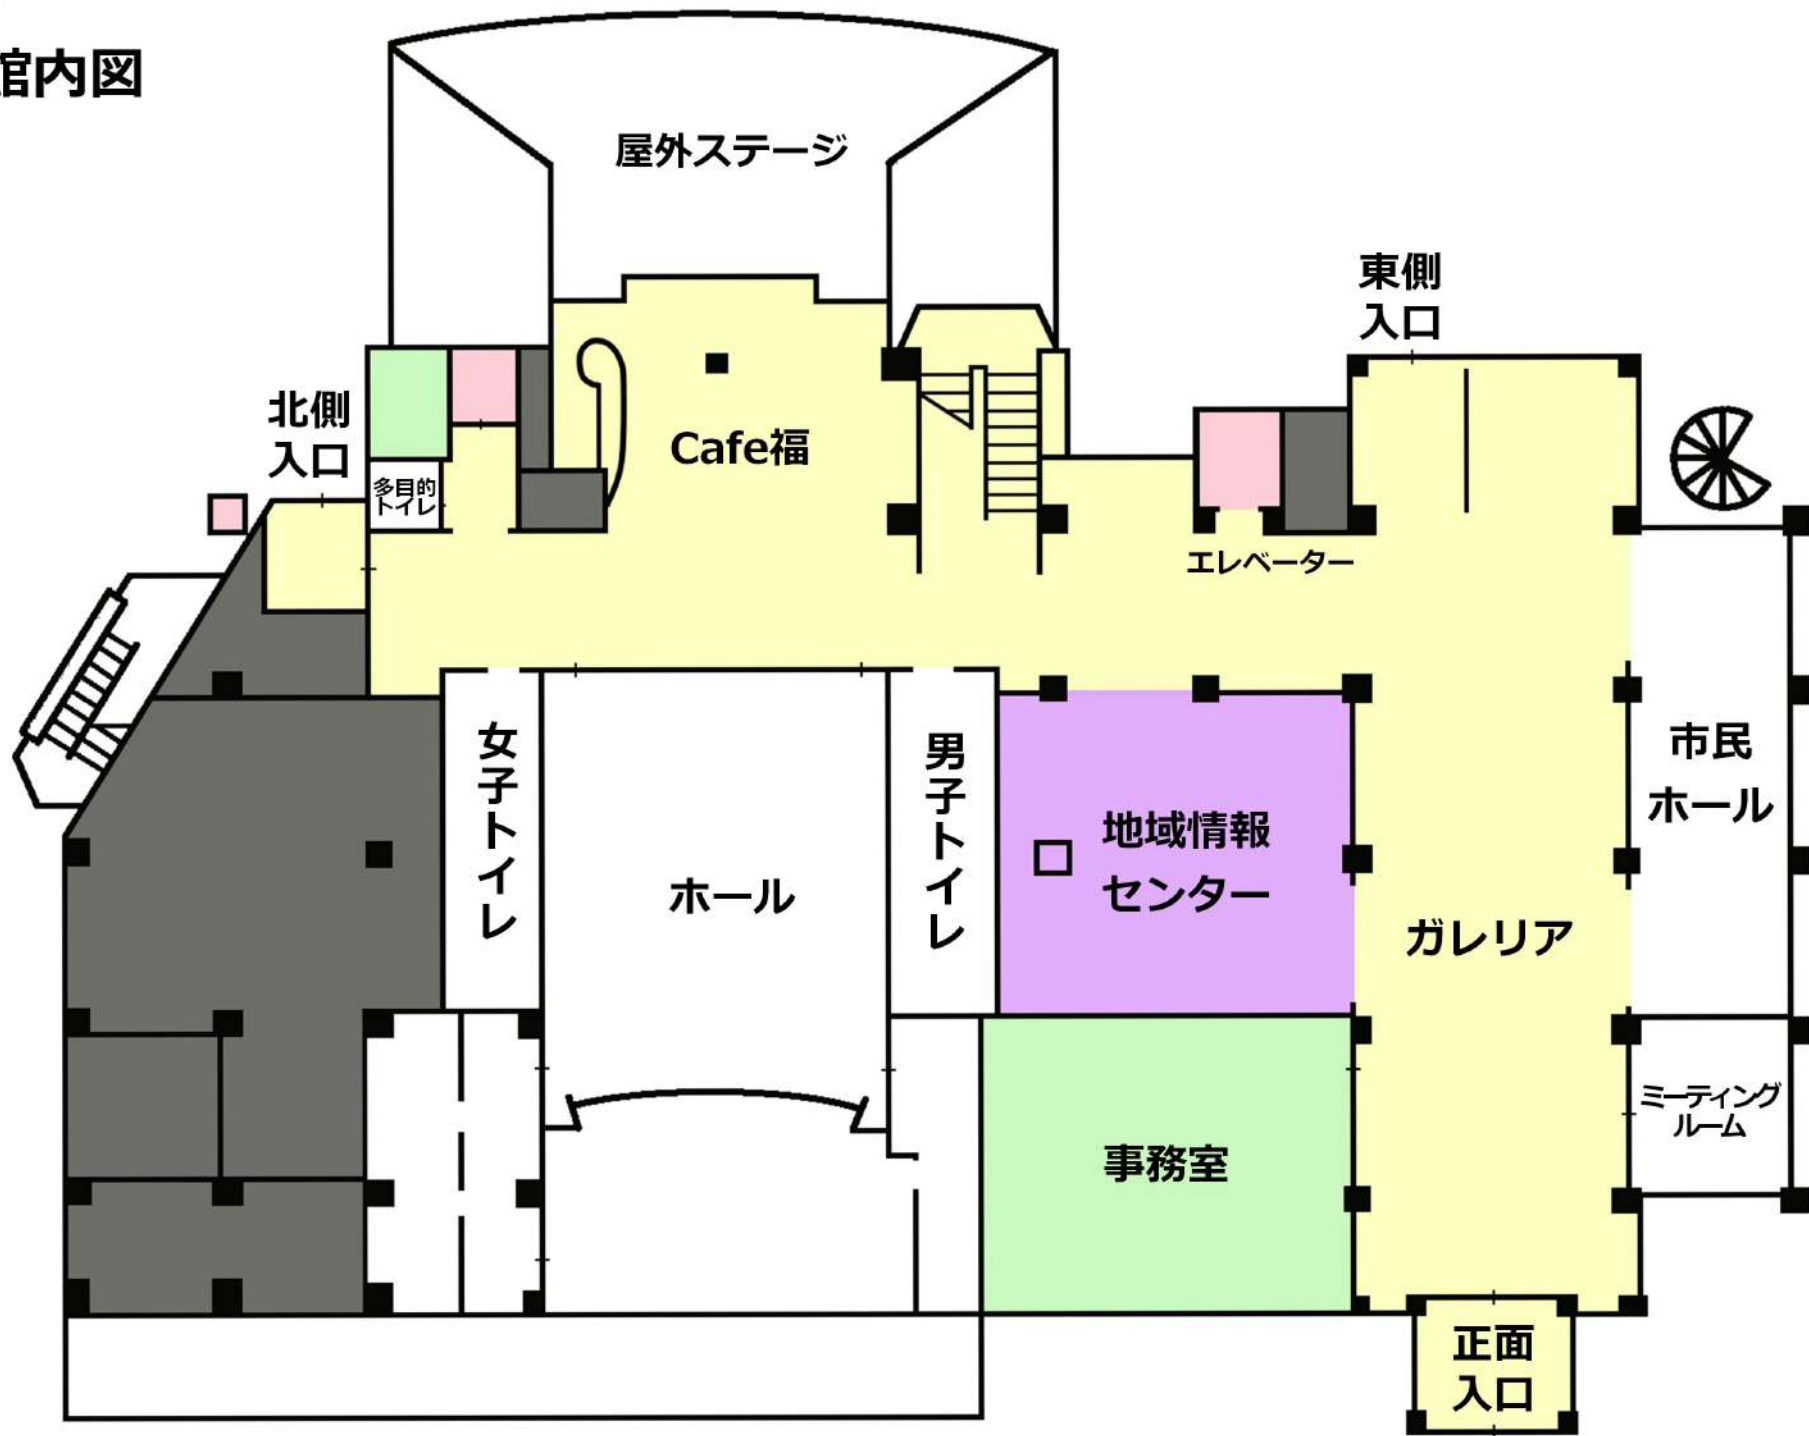 館内図
屋外ステージ
東側
入口
北側
入口
Cafe福
多目的
トイレ
エレベーター
女子トイレ
男子トイレ
市民
ホール
地域情報
センター
ホール
ガレリア
ミーティング
ルーム
事務室
正面
入口